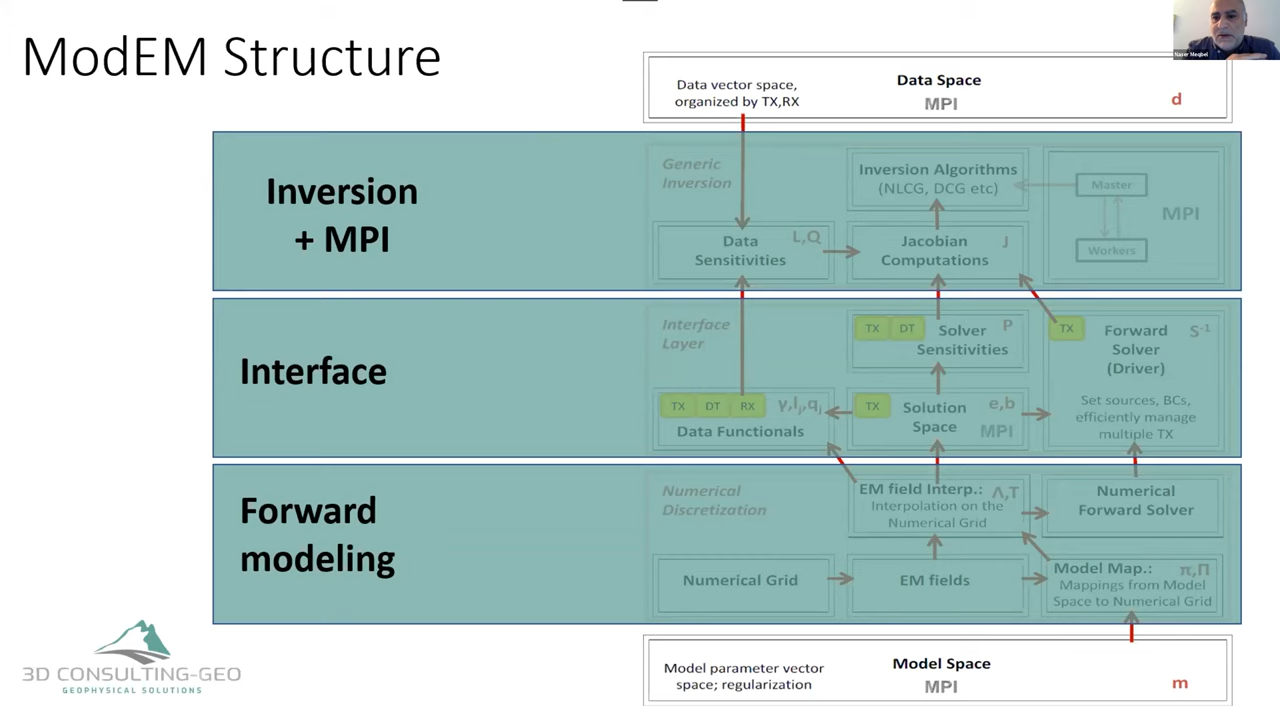 ModEM Structure
Naser Meqbel
Data vector space,
organized by TX,RX
Data Space
MPI
d
Inversion
+ MPI
Generic
Inversion
Inversion Algorithms
(NLCG, DCG etc)
Master
MPI
Workers
Data
Sensitivities
L,Q
Jacobian
Computations
J
Interface
Interface
Layer
TX DT
Solver
Sensitivities
P
TX
Forward
Solver
(Driver)
S-1
Set sources, BCs,
efficiently manage
multiple TX
TX DT RX
γ,lj,qj
Data Functionals
TX
Solution
Space
e,b
MPI
Forward
modeling
Numerical
Discretization
EM field Interp.: Λ,T
Interpolation on the
Numerical Grid
Numerical
Forward Solver
Numerical Grid
EM fields
Model Map.: π,Π
Mappings from Model
Space to Numerical Grid
Model parameter vector
space; regularization
Model Space
MPI
m
3D CONSULTING-GEO
GEOPHYSICAL SOLUTIONS